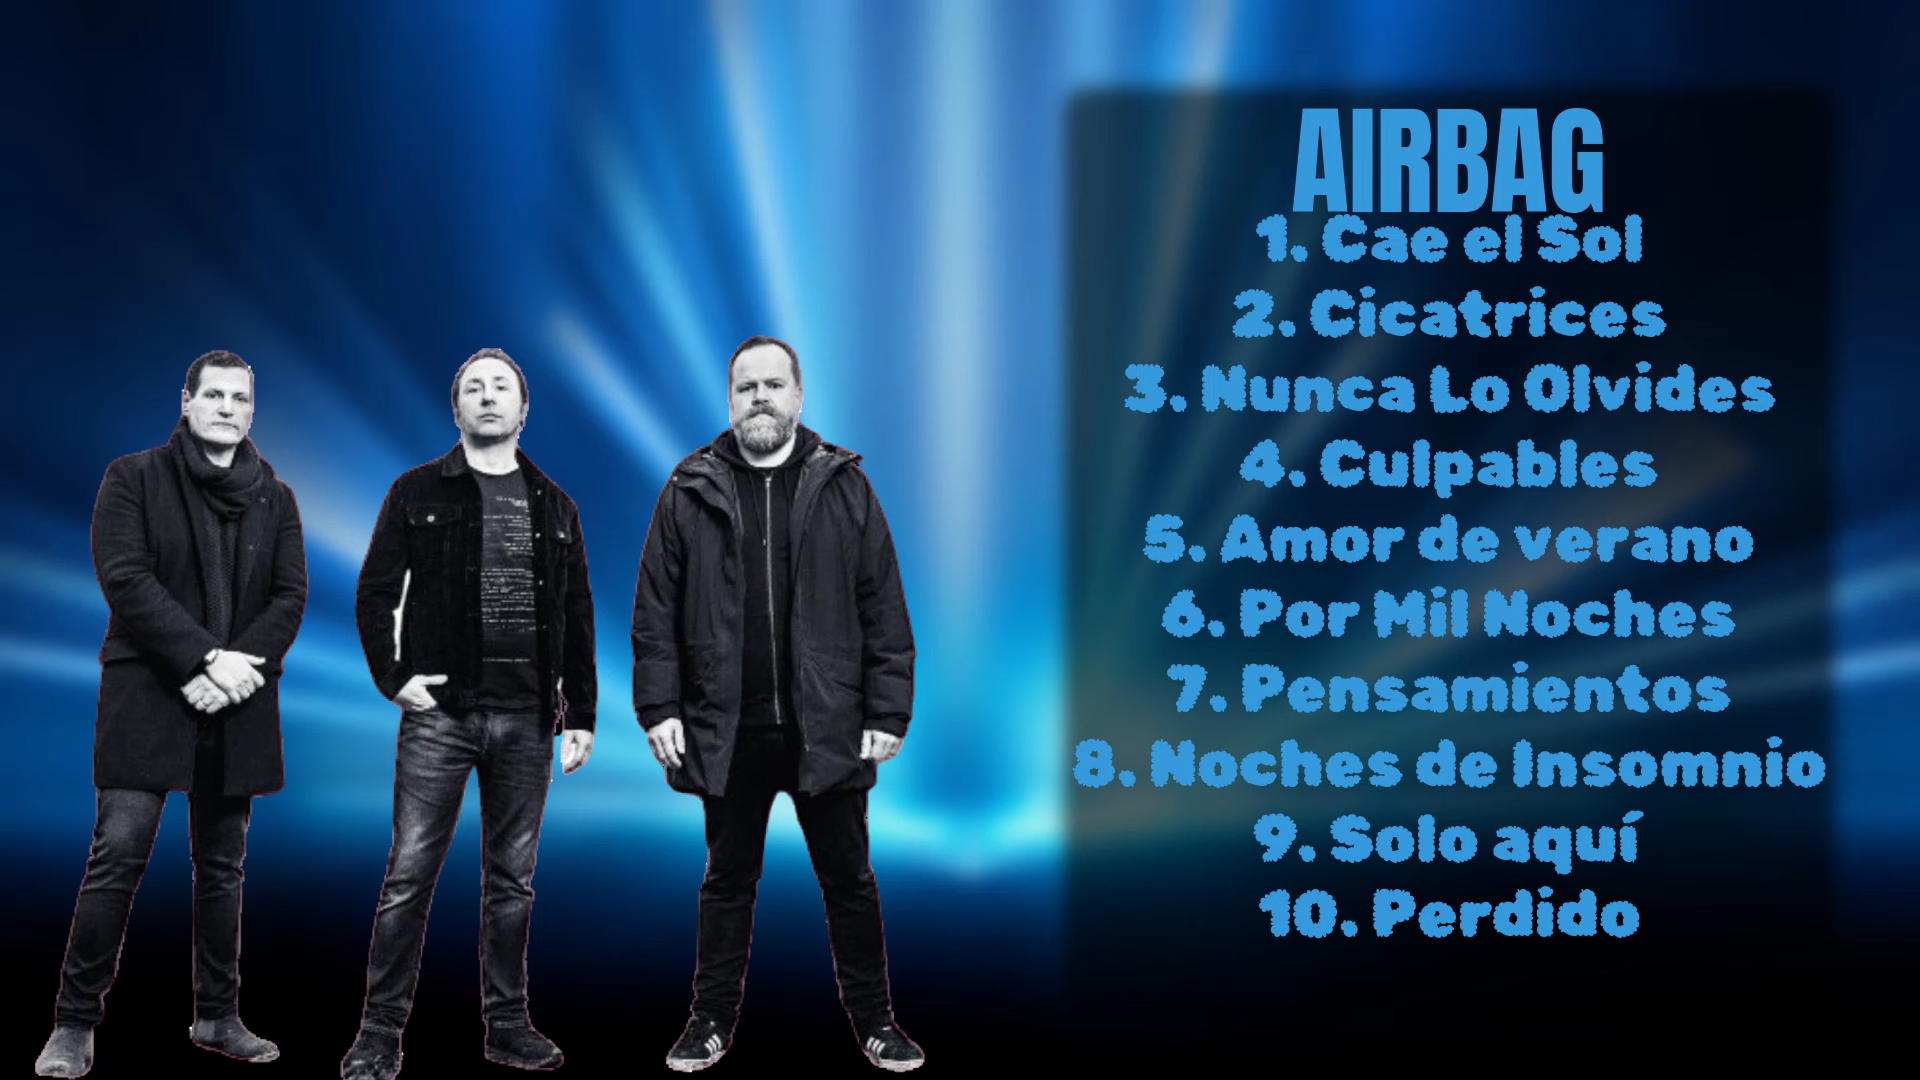 AIRBAG
1. Cae el Sol
2. Cicatrices
3. Nunca Lo Olvides
4. Culpables
5. Amor de verano
6. Por Mil Noches
7. Pensamientos
8. Noches de Insomnio
9. Solo aquí
10. Perdido